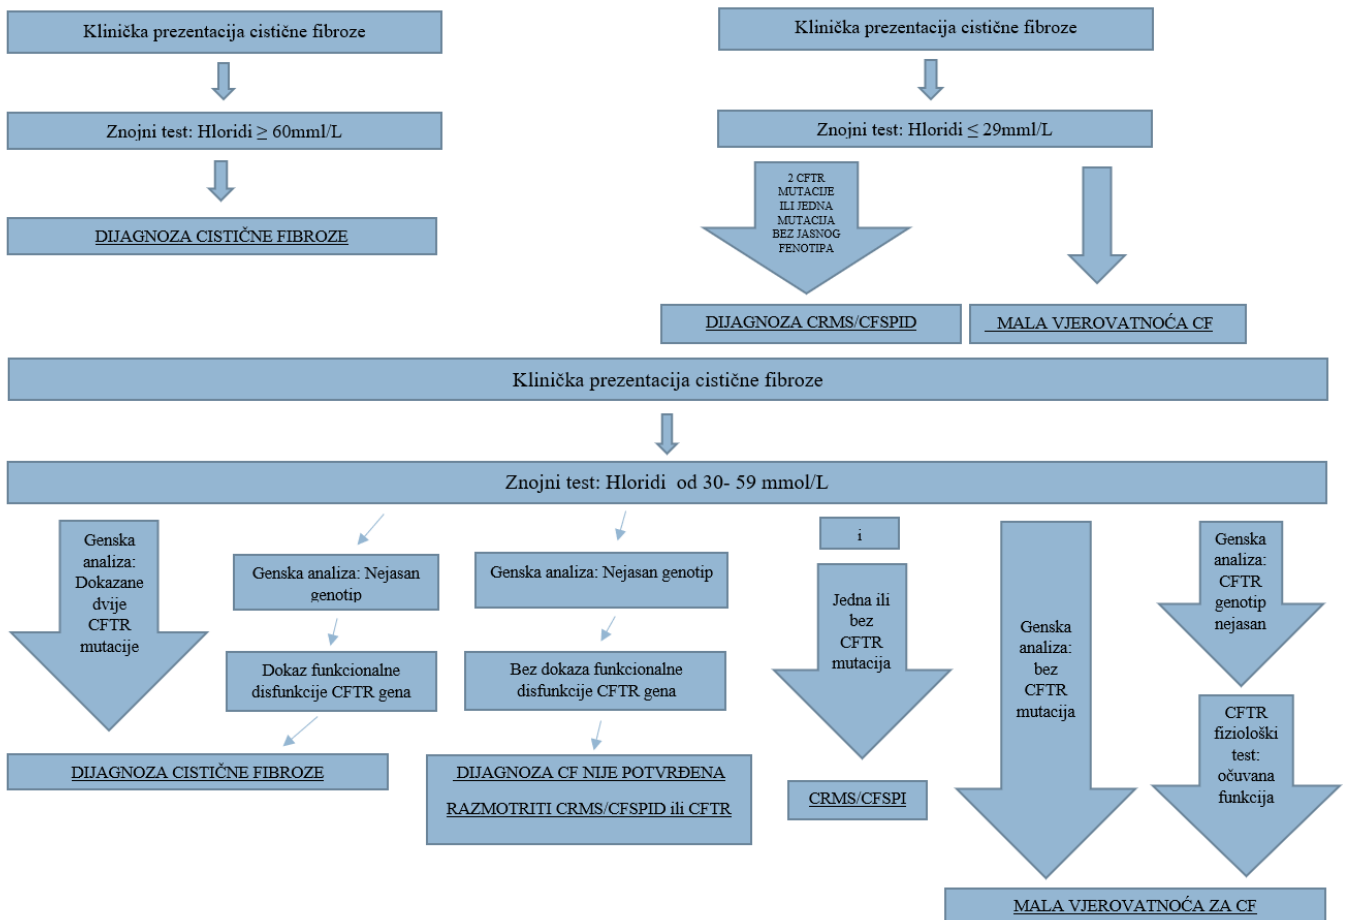 Klinička prezentacija cistične fibroze
Znojni test: Hloridi ≥ 60mml/L
DIJAGNOZA CISTIČNE FIBROZE
Klinička prezentacija cistične fibroze
Znojni test: Hloridi ≤ 29mml/L
2 CFTR
MUTACIJE
ILI JEDNA
MUTACIJA
BEZ JASNOG
FENOTIPA
DIJAGNOZA CRMS/CFSPID
MALA VJEROVATNOĆA CF
Klinička prezentacija cistične fibroze
Znojni test: Hloridi od 30- 59 mmol/L
Genska
analiza:
Dokazane
dvije
CFTR
mutacije
Genska analiza: Nejasan
genotip
Dokaz funkcionalne
disfunkcije CFTR gena
DIJAGNOZA CISTIČNE FIBROZE
Genska analiza: Nejasan genotip
Bez dokaza funkcionalne
disfunkcije CFTR gena
DIJAGNOZA CF NIJE POTVRĐENA
RAZMOTRITI CRMS/CFSPID ili CFTR
i
Jedna ili
bez
CFTR
mutacija
CRMS/CFSPI
Genska
analiza:
bez
CFTR
mutacija
Genska
analiza:
CFTR
genotip
nejasan
CFTR
fiziološki
test:
očuvana
funkcija
MALA VJEROVATNOĆA ZA CF